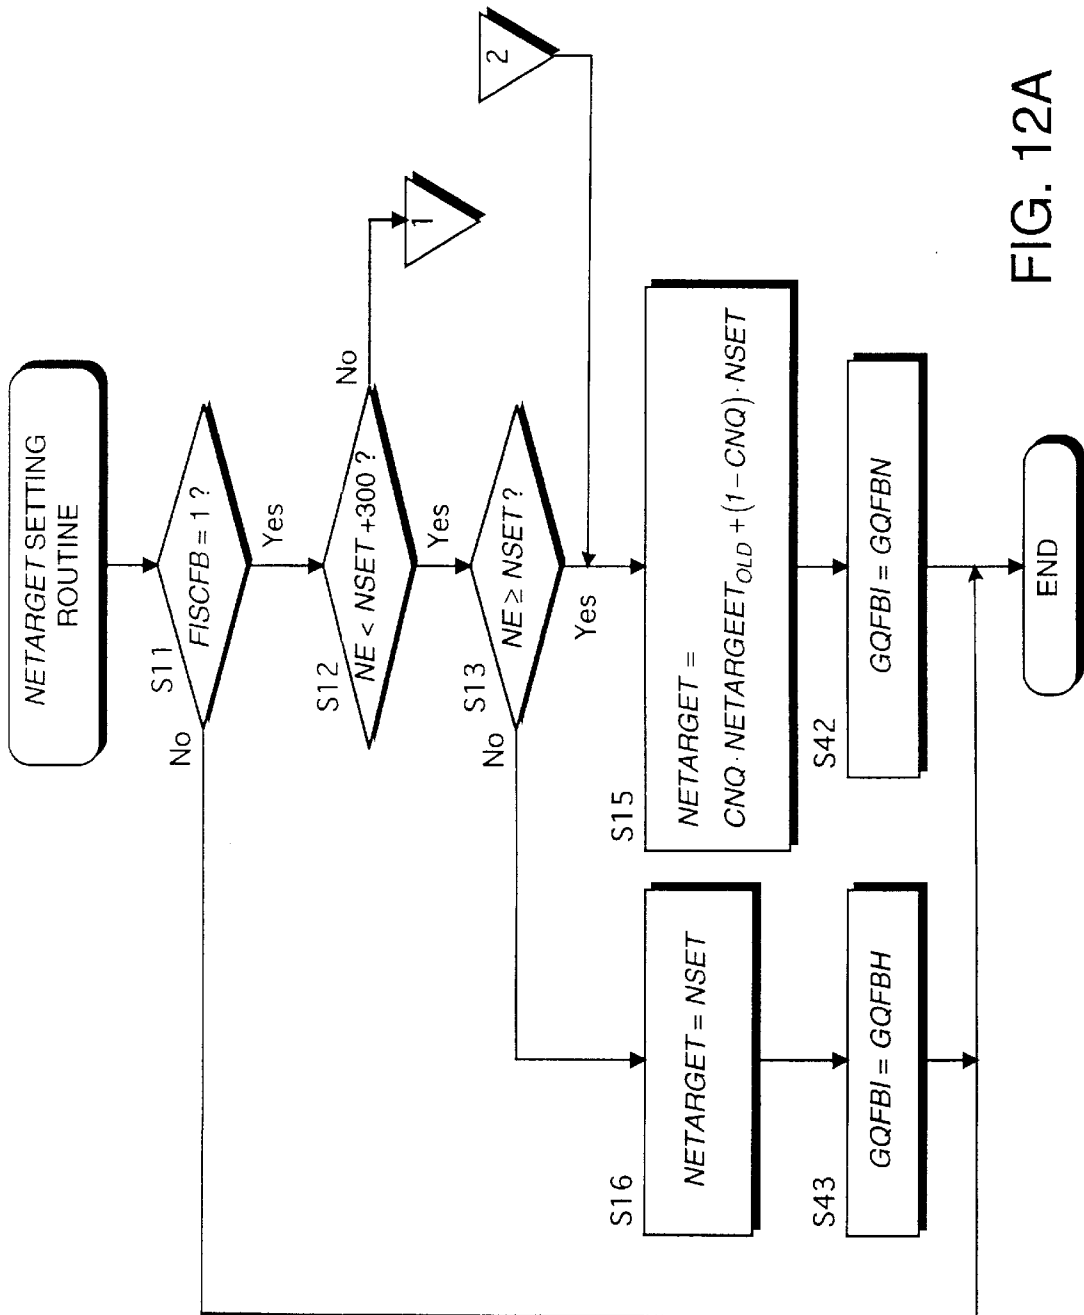 NETARGET SETTING
ROUTINE
S11
FISCFB = 1 ?
No
Yes
S12
NE < NSET +300 ?
No
1
Yes
S13
NE ≥ NSET ?
No
Yes
2
S15
NETARGET =
CNQ · NETARGEET_OLD + (1 − CNQ) · NSET
S16
NETARGET = NSET
S42
GQFBI = GQFBN
S43
GQFBI = GQFBH
END
FIG. 12A